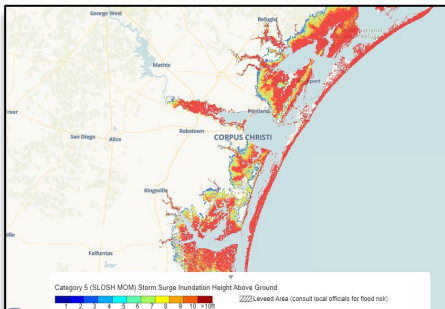 George West
Refugio
Mathis
Portland
Robstown
CORPUS CHRISTI
San Diego
Alice
Kingsville
Falfurrias
Category 5 (SLOSH MOM) Storm Surge Inundation Height Above Ground
1 2 3 4 5 6 7 8 9 10 >10ft
Leveed Area (consult local officials for flood risk)